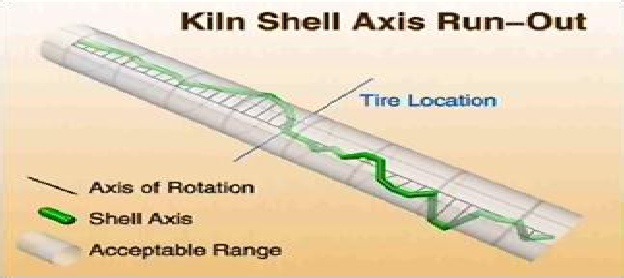 Kiln Shell Axis Run–Out
Tire Location
Axis of Rotation
Shell Axis
Acceptable Range